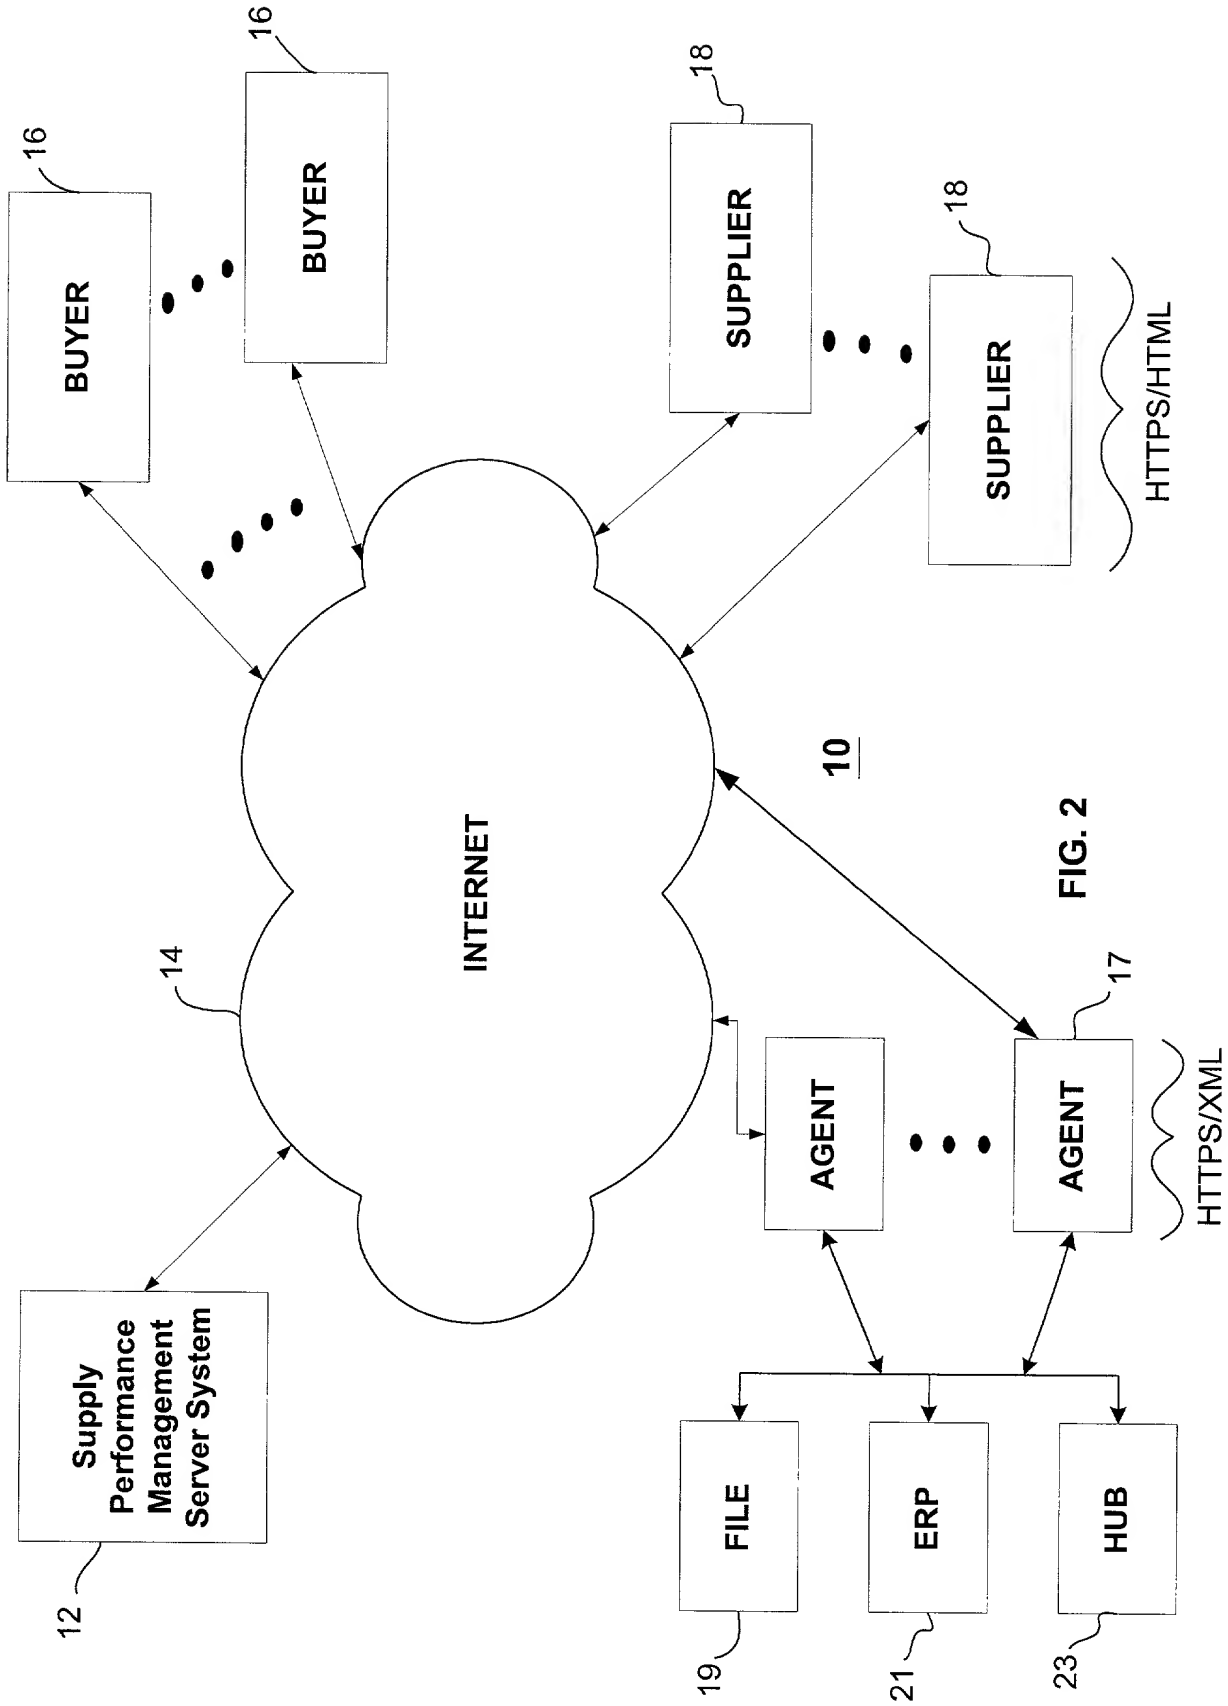 12
Supply
Performance
Management
Server System
14
INTERNET
16
BUYER
16
BUYER
18
SUPPLIER
18
SUPPLIER
HTTPS/HTML
19
FILE
21
ERP
23
HUB
AGENT
AGENT
17
HTTPS/XML
10
FIG. 2